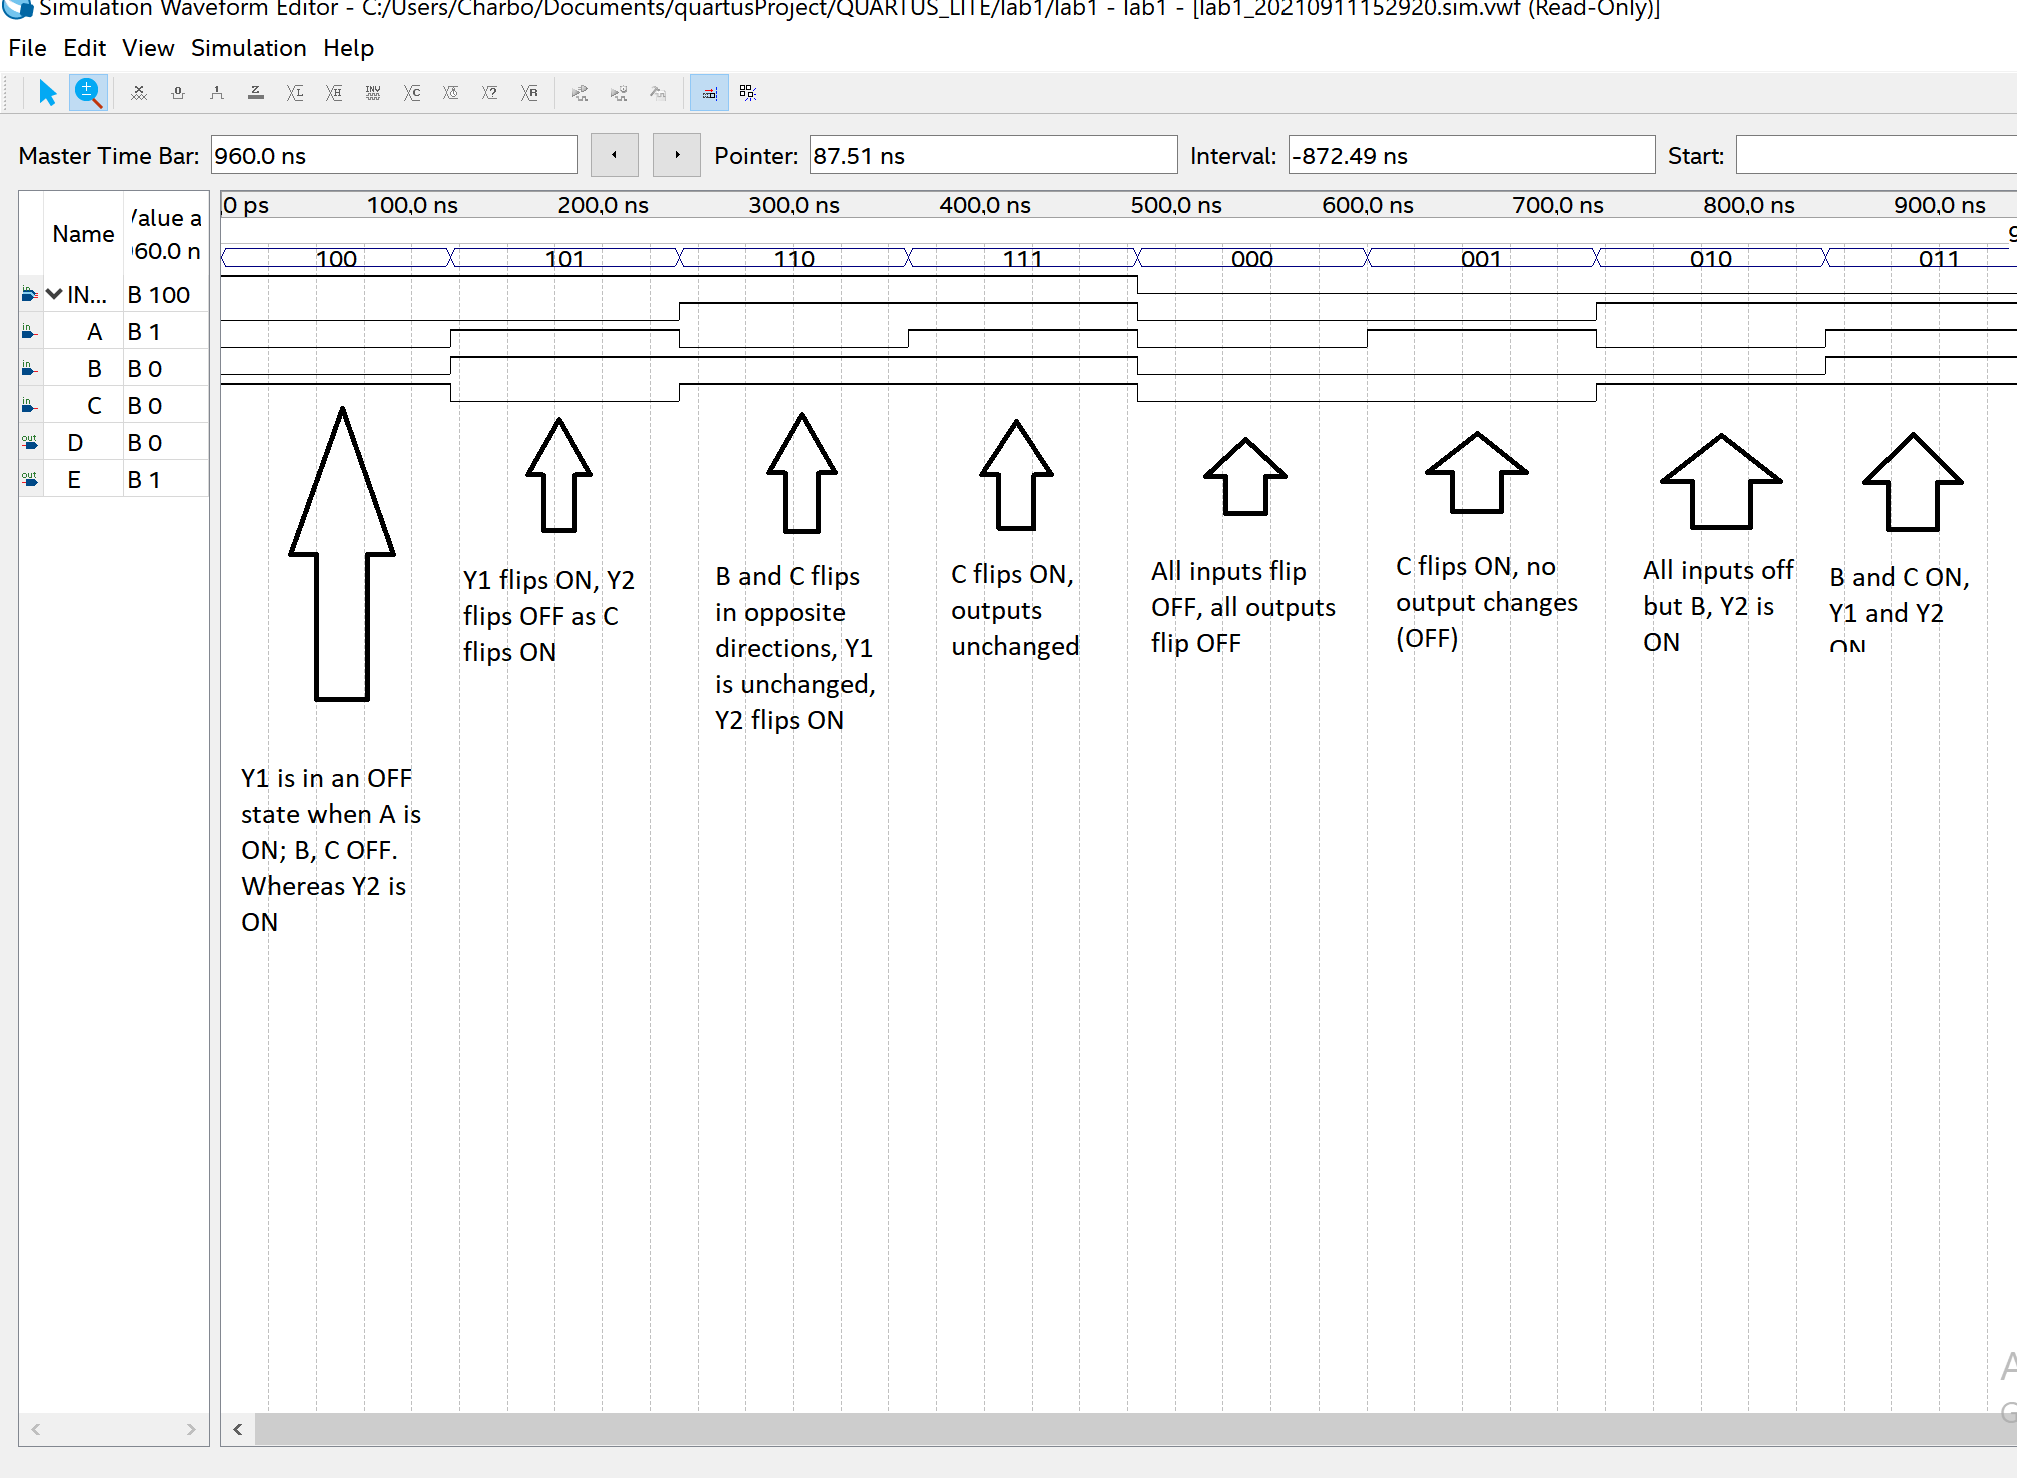 Simulation Waveform Editor - C:/Users/Charbo/Documents/quartusProject/QUARTUS_LITE/lab1/lab1 - lab1 - [lab1_20210911152920.sim.vwf (Read-Only)]
File Edit View Simulation Help
Master Time Bar: 960.0 ns Pointer: 87.51 ns Interval: -872.49 ns Start:
Name Value a
60.0 n
0 ps 100,0 ns 200,0 ns 300,0 ns 400,0 ns 500,0 ns 600,0 ns 700,0 ns 800,0 ns 900,0 ns
100 101 110 111 000 001 010 011
IN... B 100
A B 1
B B 0
C B 0
D B 0
E B 1
Y1 is in an OFF
state when A is
ON; B, C OFF.
Whereas Y2 is
ON
Y1 flips ON, Y2
flips OFF as C
flips ON
B and C flips
in opposite
directions, Y1
is unchanged,
Y2 flips ON
C flips ON,
outputs
unchanged
All inputs flip
OFF, all outputs
flip OFF
C flips ON, no
output changes
(OFF)
All inputs off
but B, Y2 is
ON
B and C ON,
Y1 and Y2
ON